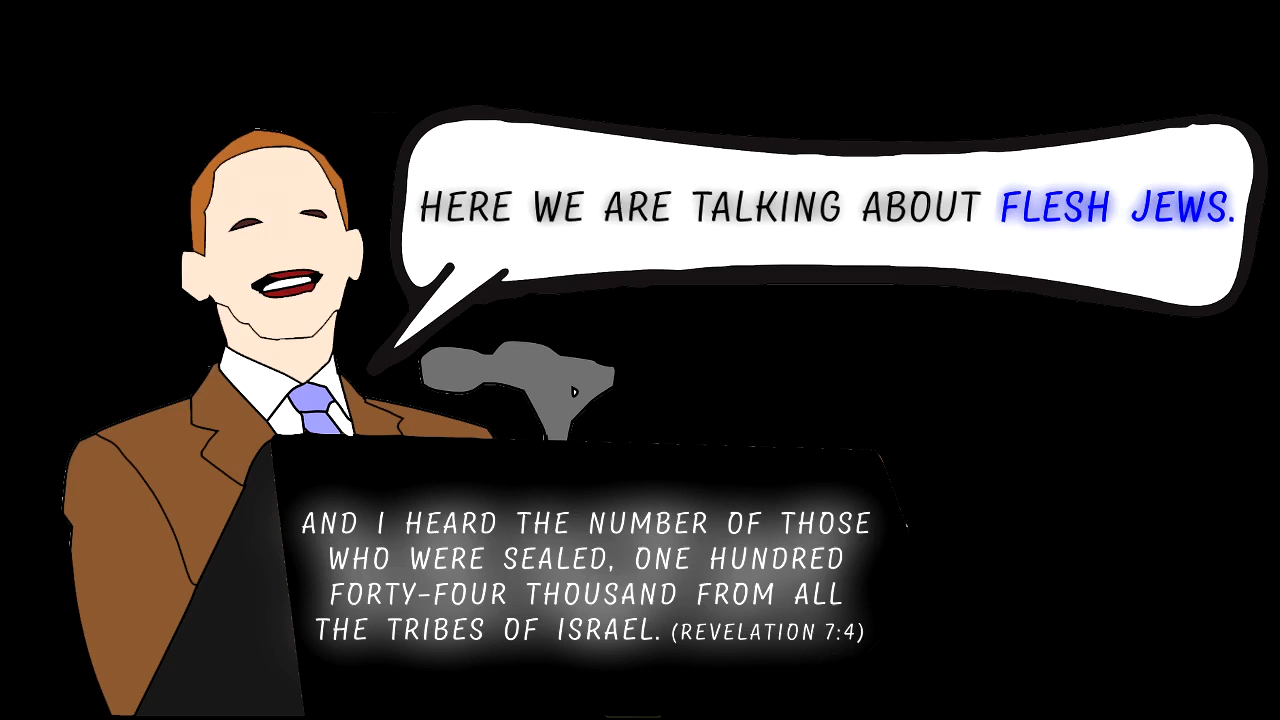 HERE WE ARE TALKING ABOUT FLESH JEWS.
AND I HEARD THE NUMBER OF THOSE
WHO WERE SEALED, ONE HUNDRED
FORTY-FOUR THOUSAND FROM ALL
THE TRIBES OF ISRAEL. (REVELATION 7:4)